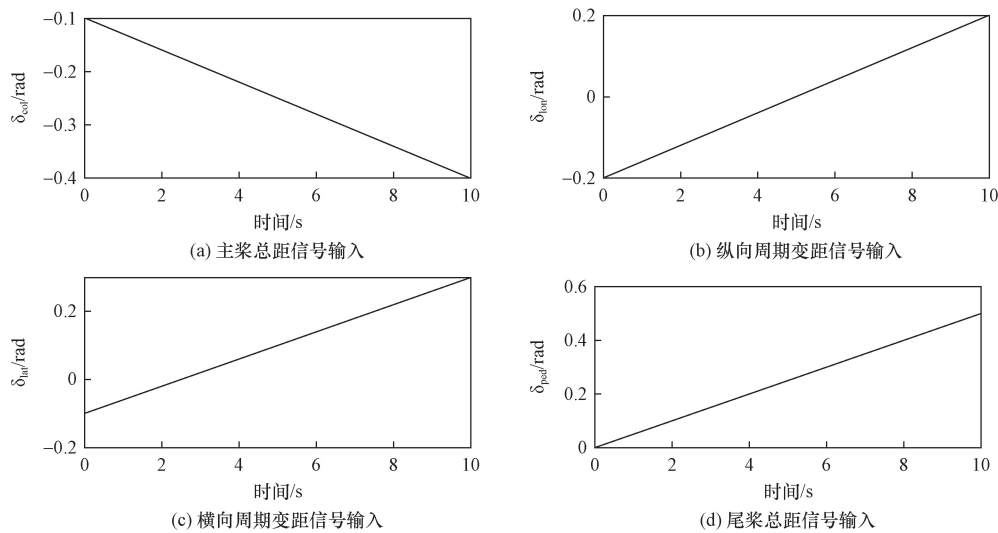 −0.1
−0.2
−0.3
−0.4
δcol/rad
0 2 4 6 8 10
时间/s
(a) 主桨总距信号输入
0.2
0
−0.2
δlon/rad
0 2 4 6 8 10
时间/s
(b) 纵向周期变距信号输入
0.2
0
−0.2
δlat/rad
0 2 4 6 8 10
时间/s
(c) 横向周期变距信号输入
0.6
0.4
0.2
0
δped/rad
0 2 4 6 8 10
时间/s
(d) 尾桨总距信号输入